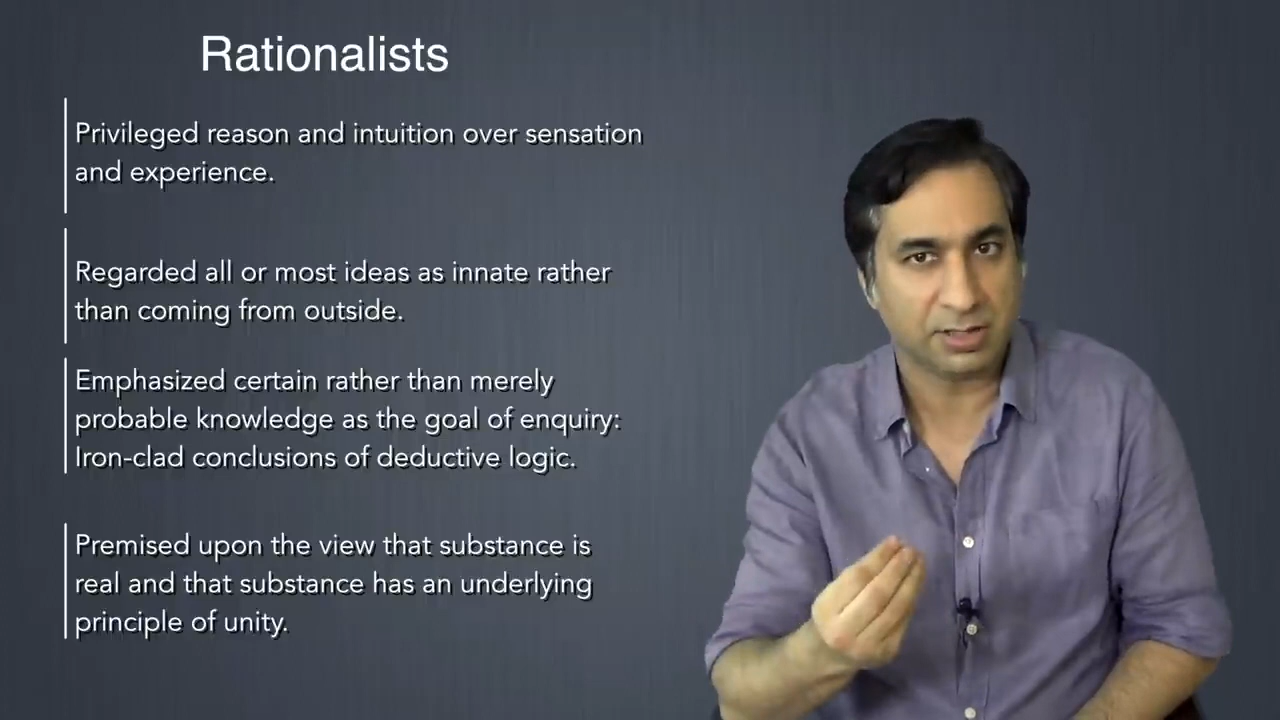 Rationalists
Privileged reason and intuition over sensation
and experience.
Regarded all or most ideas as innate rather
than coming from outside.
Emphasized certain rather than merely
probable knowledge as the goal of enquiry:
Iron-clad conclusions of deductive logic.
Premised upon the view that substance is
real and that substance has an underlying
principle of unity.